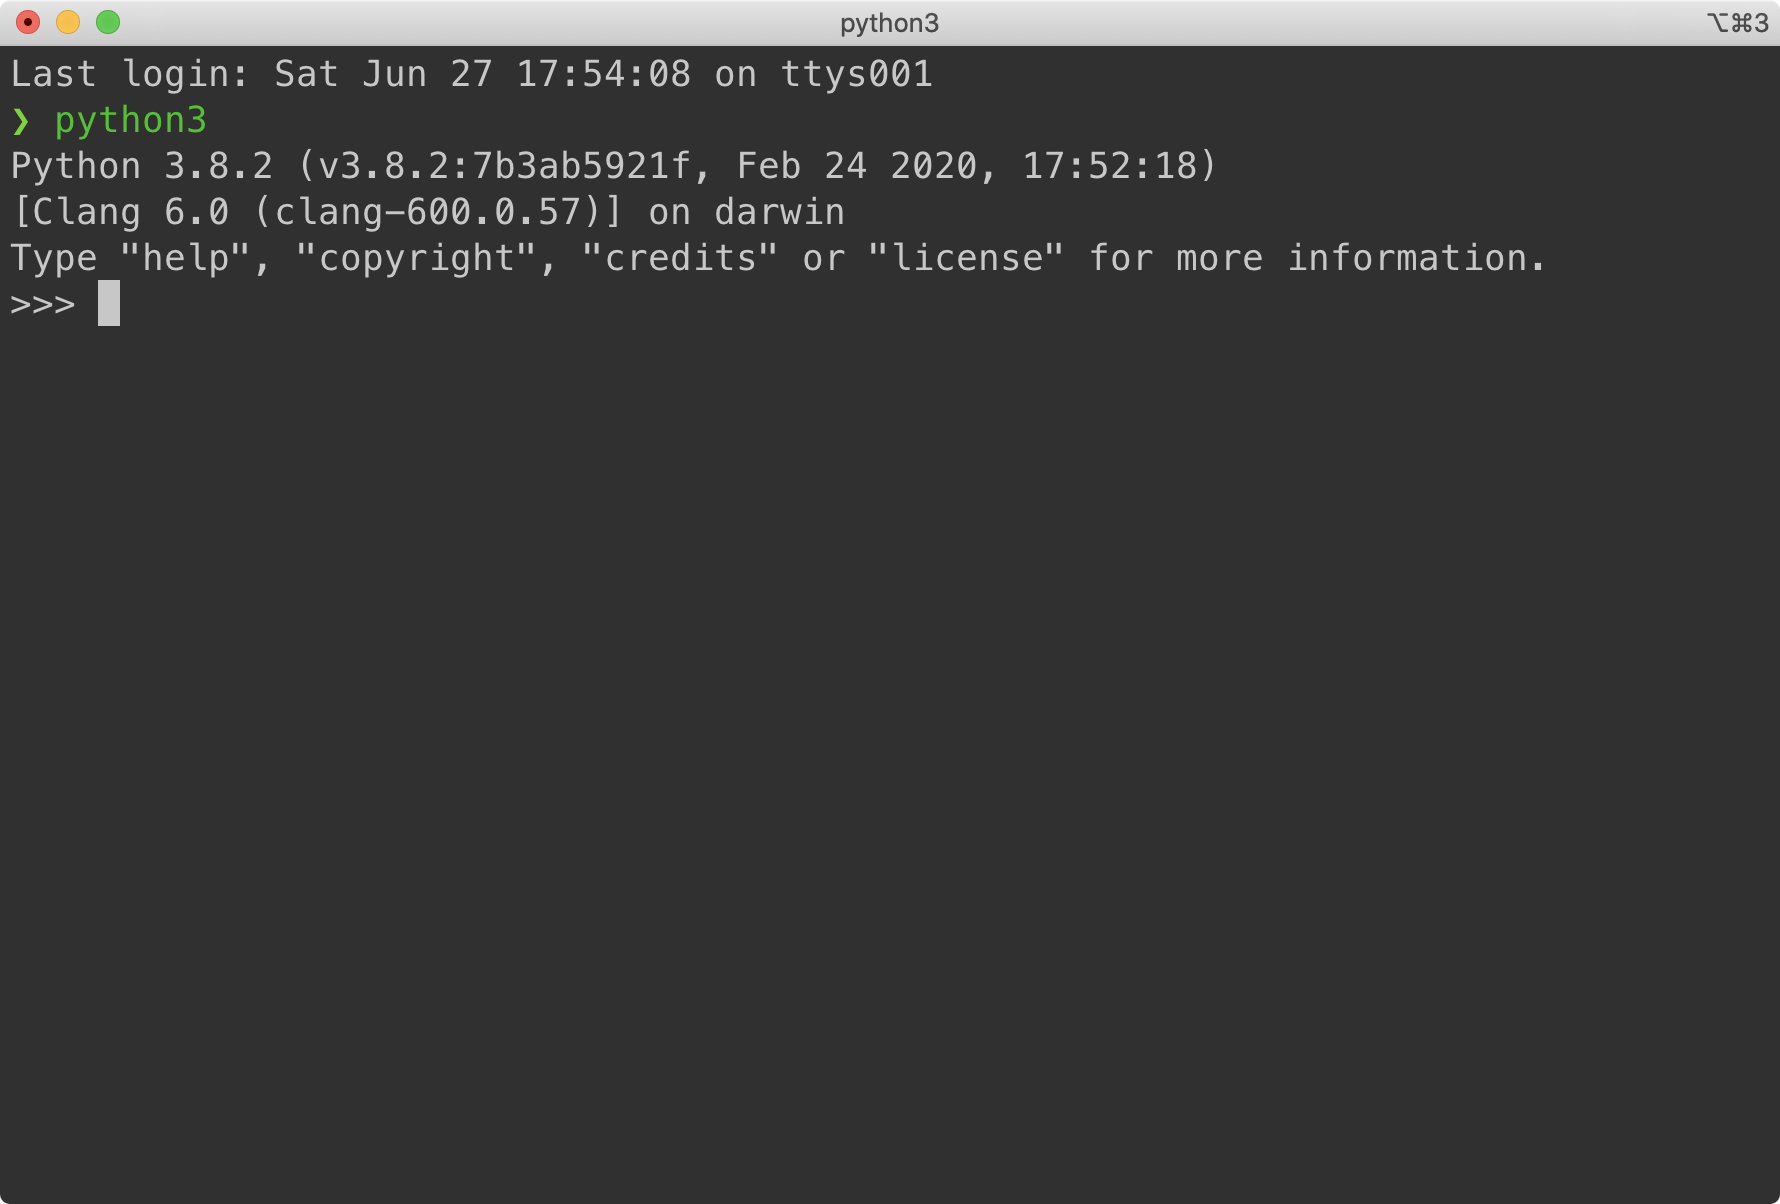 python3
⌥⌘3
Last login: Sat Jun 27 17:54:08 on ttys001
❯ python3
Python 3.8.2 (v3.8.2:7b3ab5921f, Feb 24 2020, 17:52:18)
[Clang 6.0 (clang-600.0.57)] on darwin
Type "help", "copyright", "credits" or "license" for more information.
>>>